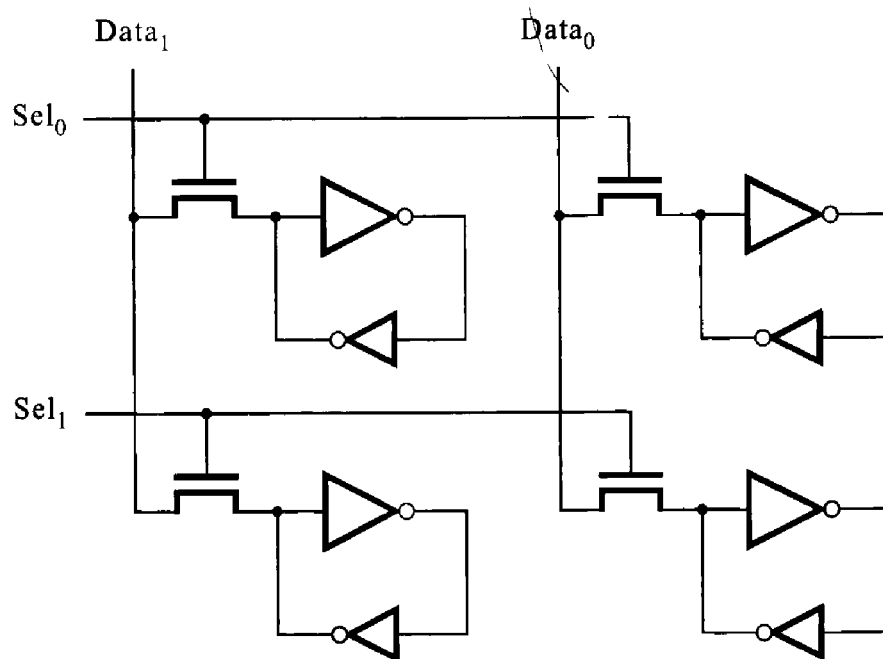 Data₁
Data₀
Sel₀
Sel₁